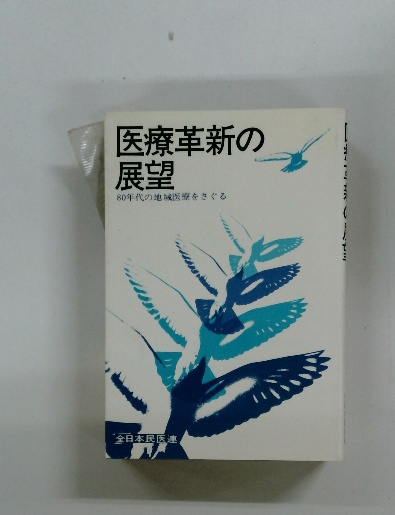 医療革新の
展望
80年代の地域医療をさぐる
全日本民医連